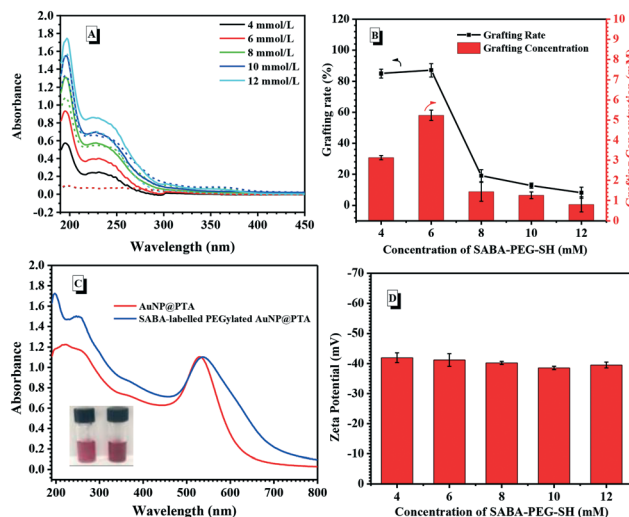 A
4 mmol/L
6 mmol/L
8 mmol/L
10 mmol/L
12 mmol/L
2.0
1.8
1.6
1.4
1.2
1.0
0.8
0.6
0.4
0.2
0.0
-0.2
Absorbance
200 250 300 350 400 450
Wavelength (nm)
B
Grafting Rate
Grafting Concentration
120
100
80
60
40
20
0
Grafting rate (%)
10
9
8
7
6
5
4
3
2
1
0
(mM)
4 6 8 10 12
Concentration of SABA-PEG-SH (mM)
C
AuNP@PTA
SABA-labelled PEGylated AuNP@PTA
2.0
1.8
1.6
1.4
1.2
1.0
0.8
0.6
0.4
0.2
0.0
Absorbance
200 300 400 500 600 700 800
Wavelength (nm)
D
-70
-60
-50
-40
-30
-20
-10
0
Zeta Potential (mV)
4 6 8 10 12
Concentration of SABA-PEG-SH (mM)